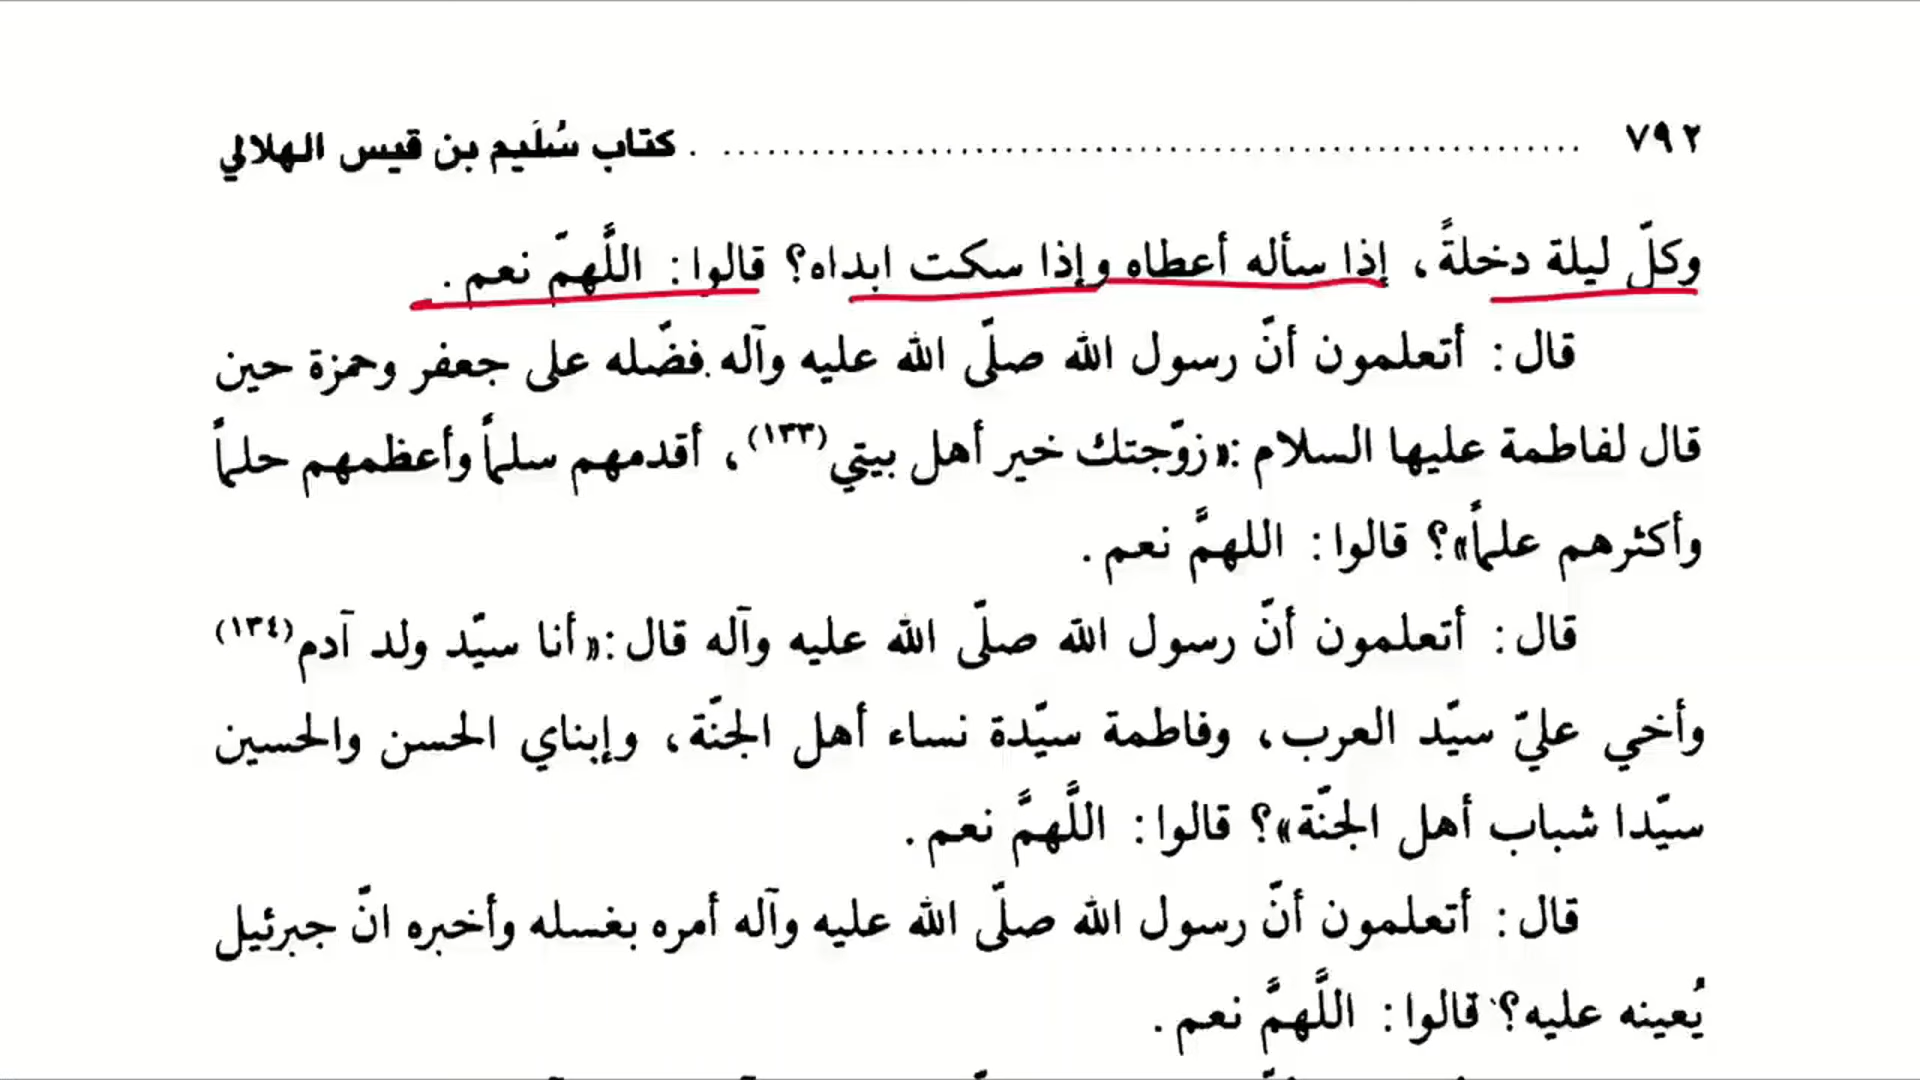 ٧٩٢ ........ كتاب سُلَيم بن قيس الهلالي
وكلّ ليلة دخلةً، إذا سأله أعطاه وإذا سكت ابداه؟ قالوا: اللَّهمّ نعم.
قال: أتعلمون أنّ رسول الله صلّى الله عليه وآله فضّله على جعفر وحمزة حين
قال لفاطمة عليها السلام: «زوّجتك خير أهل بيتي(١٣٣)، أقدمهم سلماً وأعظمهم حلماً
وأكثرهم علماً»؟ قالوا: اللهمَّ نعم.
قال: أتعلمون أنّ رسول الله صلّى الله عليه وآله قال: «أنا سيّد ولد آدم(١٣٤)
وأخي عليّ سيّد العرب، وفاطمة سيّدة نساء أهل الجنّة، وإبناي الحسن والحسين
سيّدا شباب أهل الجنّة»؟ قالوا: اللَّهمَّ نعم.
قال: أتعلمون أنّ رسول الله صلّى الله عليه وآله أمره بغسله وأخبره انّ جبرئيل
يُعينه عليه؟ قالوا: اللَّهمَّ نعم.